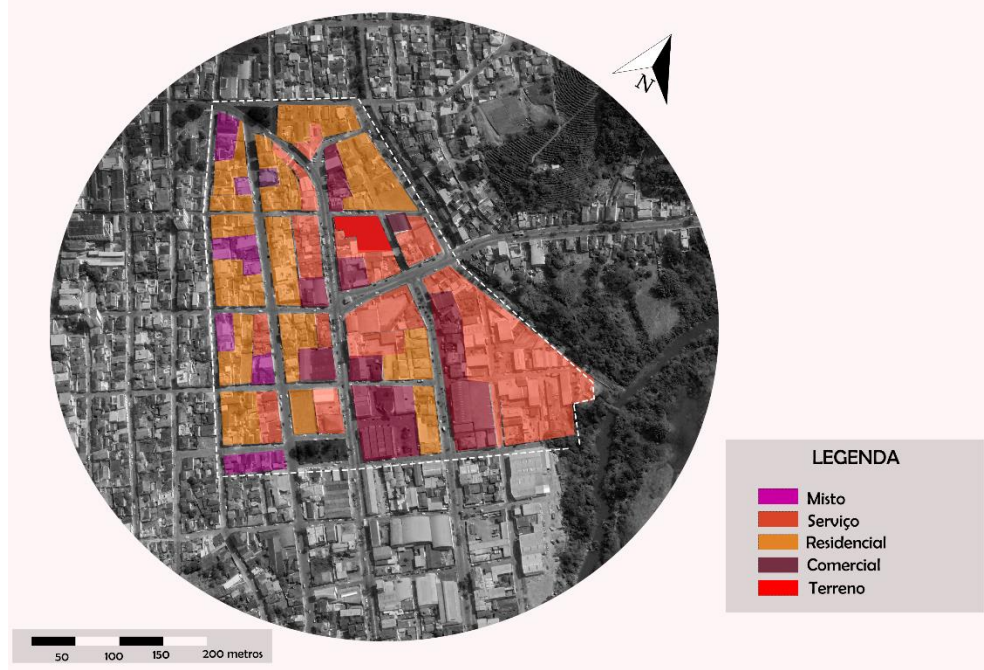 N
LEGENDA
Misto
Serviço
Residencial
Comercial
Terreno
50 100 150 200 metros